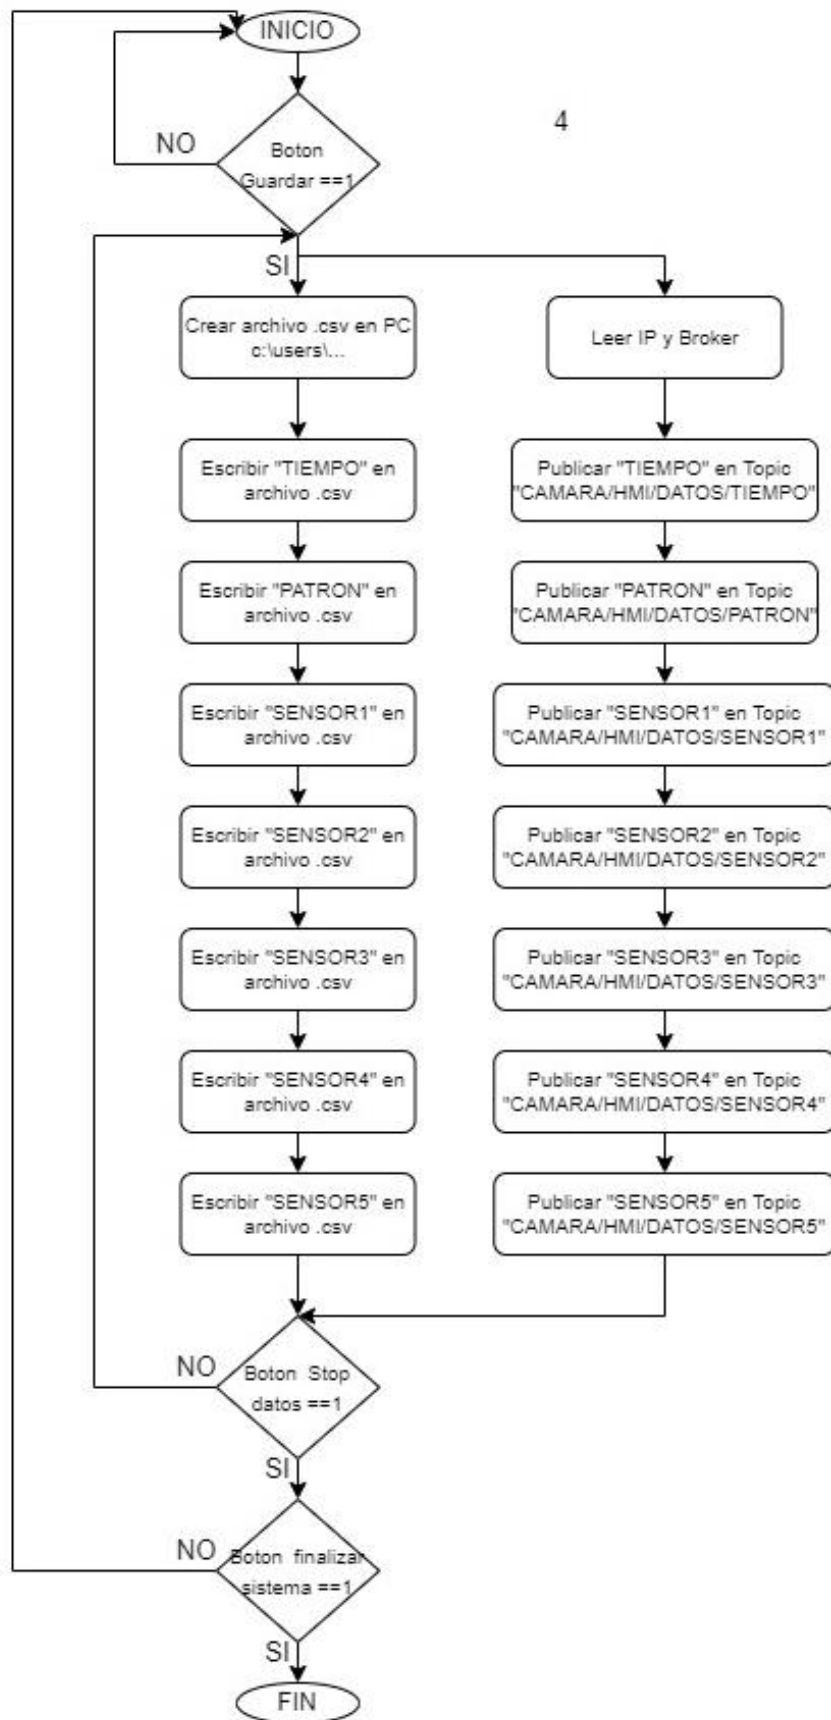 INICIO
4
NO
Boton
Guardar ==1
SI
Crear archivo .csv en PC
c:\users\...
Leer IP y Broker
Escribir "TIEMPO" en
archivo .csv
Publicar "TIEMPO" en Topic
"CAMARA/HMI/DATOS/TIEMPO"
Escribir "PATRON" en
archivo .csv
Publicar "PATRON" en Topic
"CAMARA/HMI/DATOS/PATRON"
Escribir "SENSOR1" en
archivo .csv
Publicar "SENSOR1" en Topic
"CAMARA/HMI/DATOS/SENSOR1"
Escribir "SENSOR2" en
archivo .csv
Publicar "SENSOR2" en Topic
"CAMARA/HMI/DATOS/SENSOR2"
Escribir "SENSOR3" en
archivo .csv
Publicar "SENSOR3" en Topic
"CAMARA/HMI/DATOS/SENSOR3"
Escribir "SENSOR4" en
archivo .csv
Publicar "SENSOR4" en Topic
"CAMARA/HMI/DATOS/SENSOR4"
Escribir "SENSOR5" en
archivo .csv
Publicar "SENSOR5" en Topic
"CAMARA/HMI/DATOS/SENSOR5"
NO
Boton Stop
datos ==1
SI
NO
Boton finalizar
sistema ==1
SI
FIN